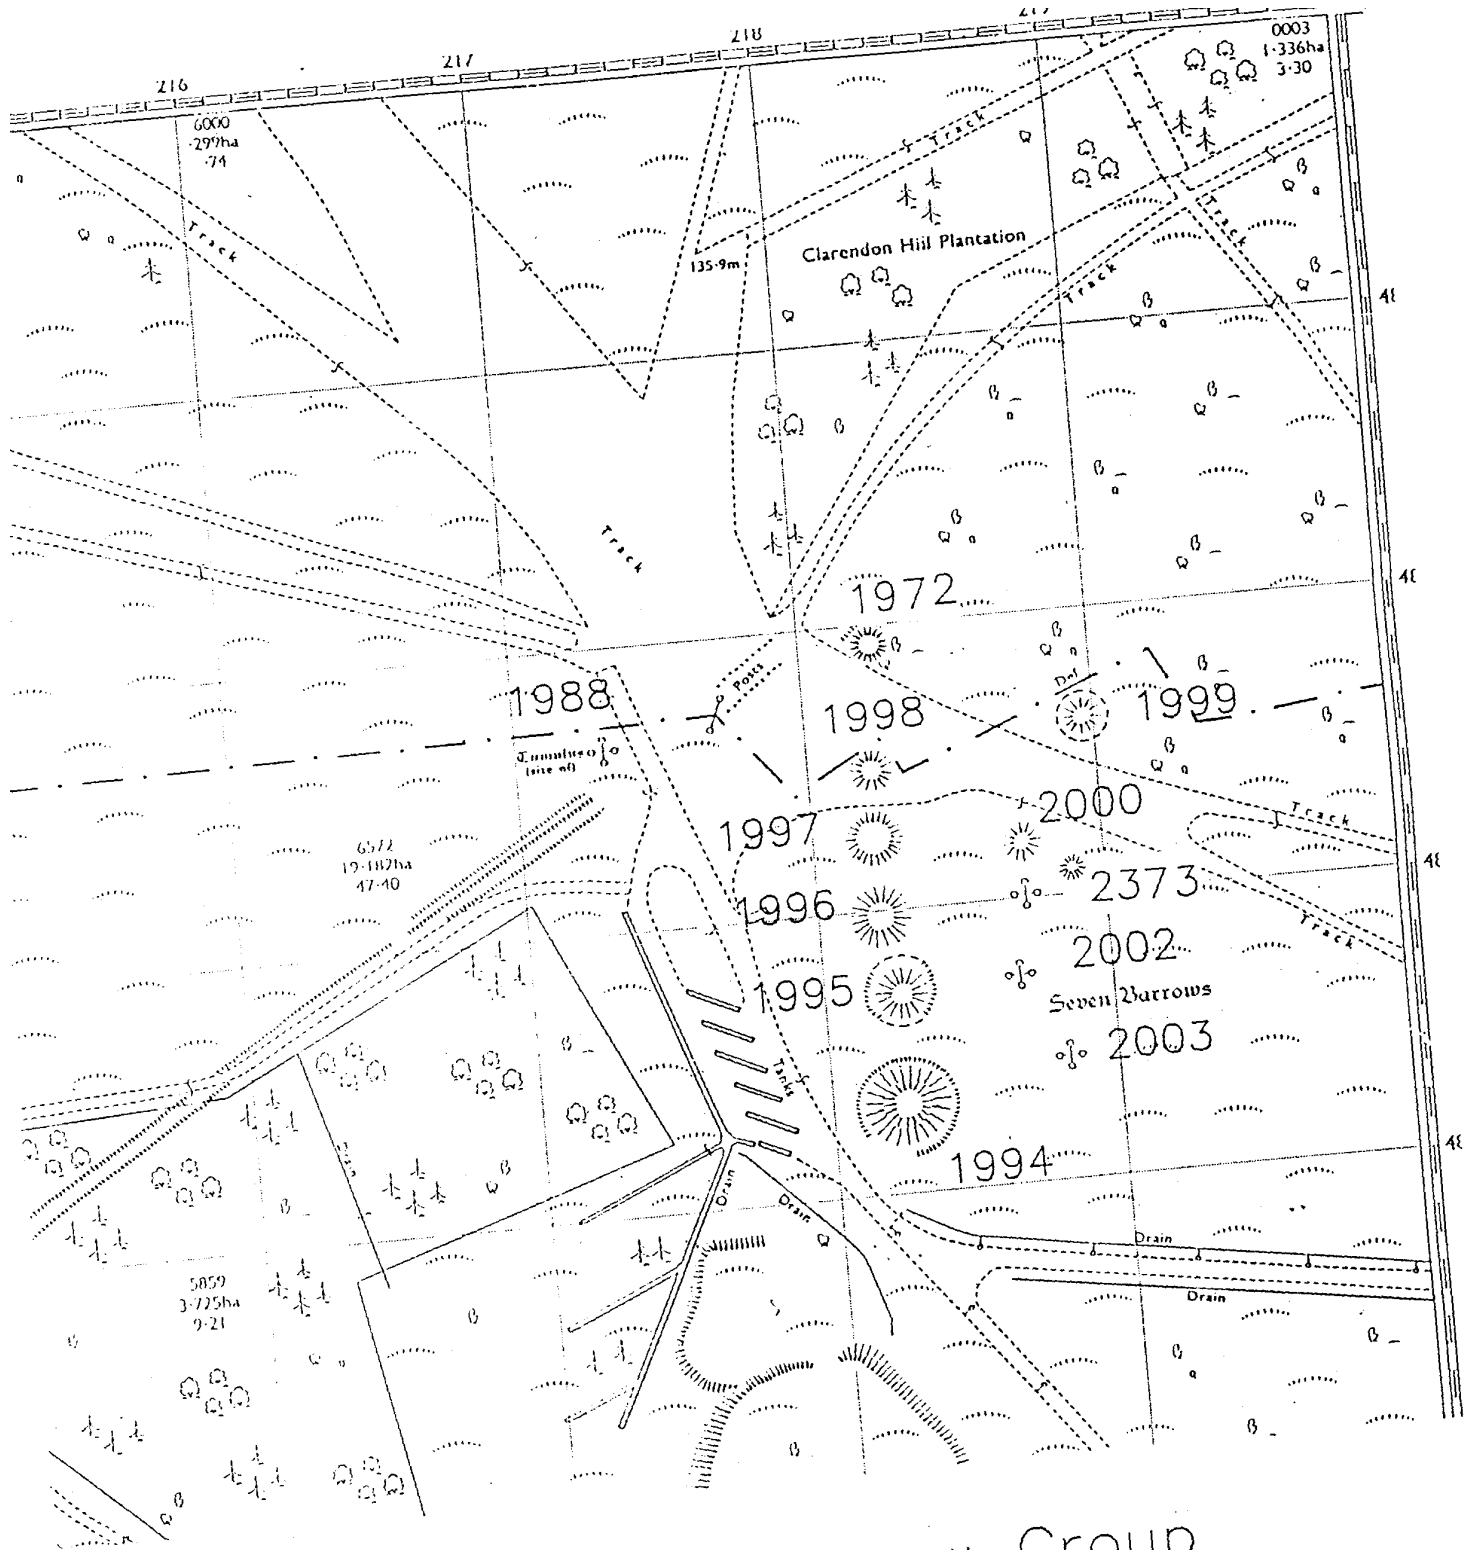 216
217
218
0003
1·336ha
3·30
6000
·299ha
·74
Track
Track
Track
Track
135·9m
Clarendon Hill Plantation
Track
1972
Posts
1988
1998
1999
Tumulus
(site of)
2000
Track
1997
6572
19·182ha
47·40
2373
1996
Track
2002
1995
Seven Barrows
2003
Tanks
1994
Drain
Drain
Drain
Drain
5859
3·725ha
9·21
Group